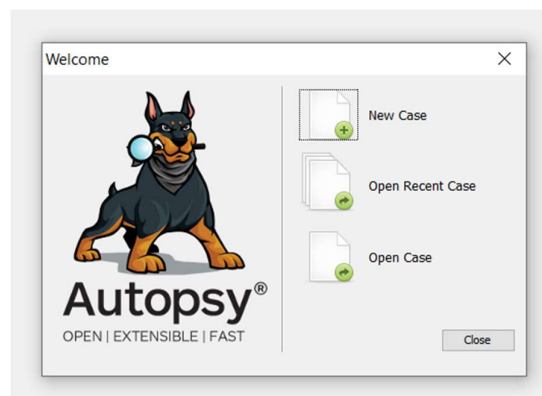 Welcome
New Case
Open Recent Case
Open Case
Autopsy®
OPEN | EXTENSIBLE | FAST
Close